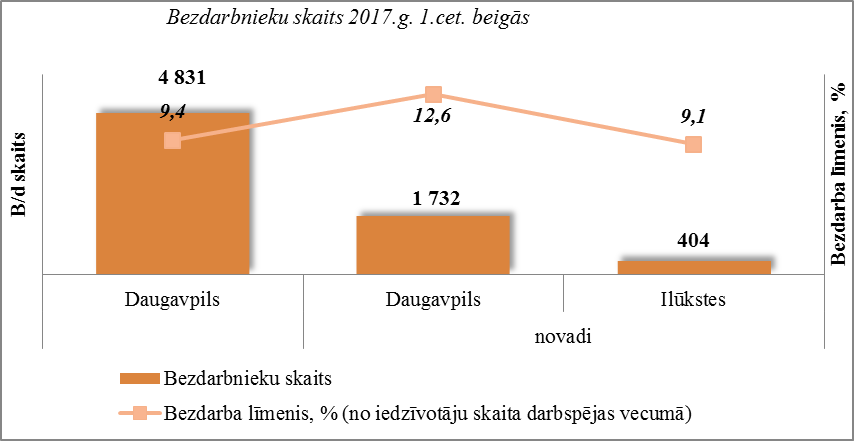 Bezdarbnieku skaits 2017.g. 1.cet. beigās
4 831
9,4
12,6
9,1
1 732
404
B/d skaits
Bezdarba līmenis, %
Daugavpils
Daugavpils
Ilūkstes
novadi
Bezdarbnieku skaits
Bezdarba līmenis, % (no iedzīvotāju skaita darbspējas vecumā)